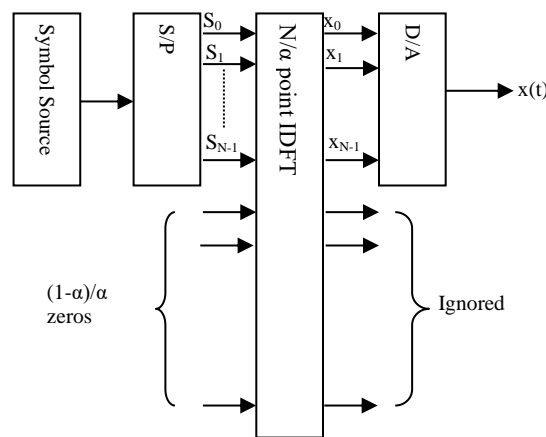 Symbol Source
S/P
S0
S1
SN-1
N/α point IDFT
x0
x1
xN-1
D/A
x(t)
(1-α)/α
zeros
Ignored